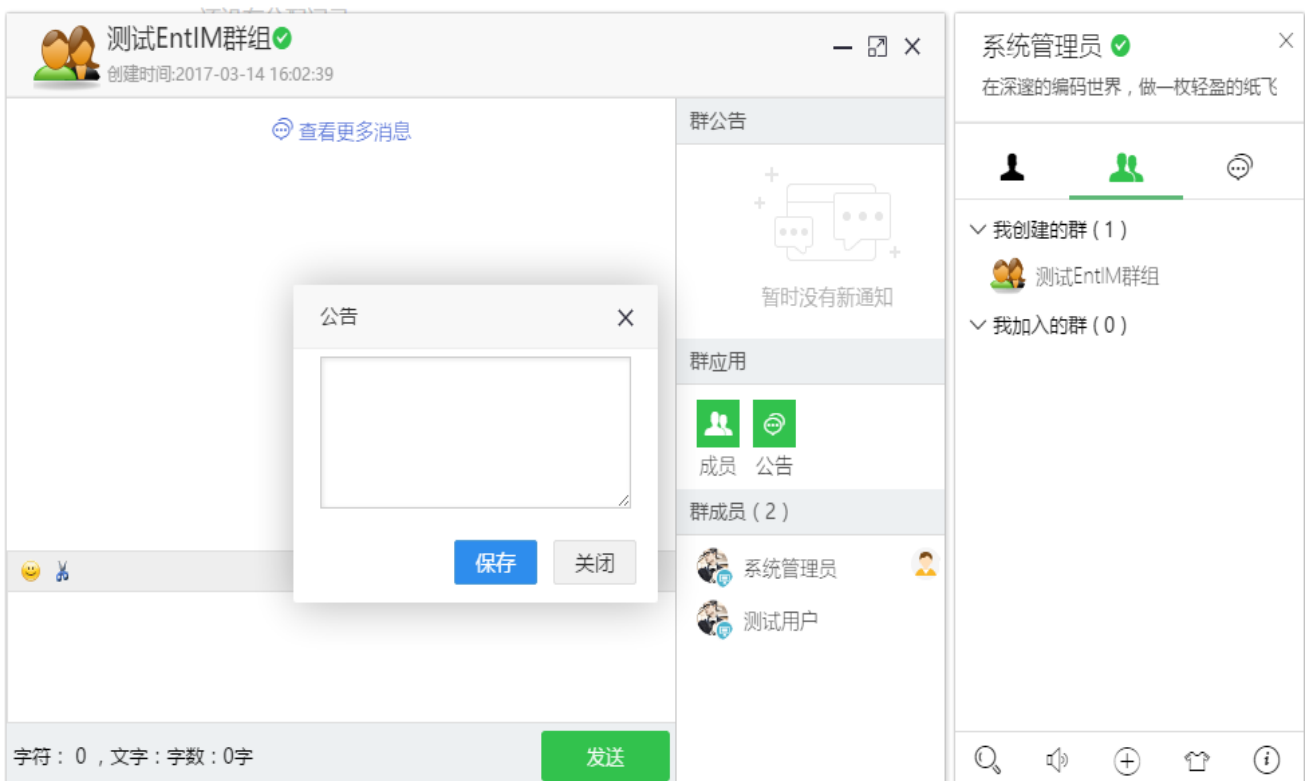 测试EntIM群组
创建时间:2017-03-14 16:02:39
查看更多消息
公告
保存
关闭
字符： 0 ，文字：字数：0字
发送
群公告
暂时没有新通知
群应用
成员
公告
群成员（2）
系统管理员
测试用户
系统管理员
在深邃的编码世界，做一枚轻盈的纸飞
我创建的群（1）
测试EntIM群组
我加入的群（0）